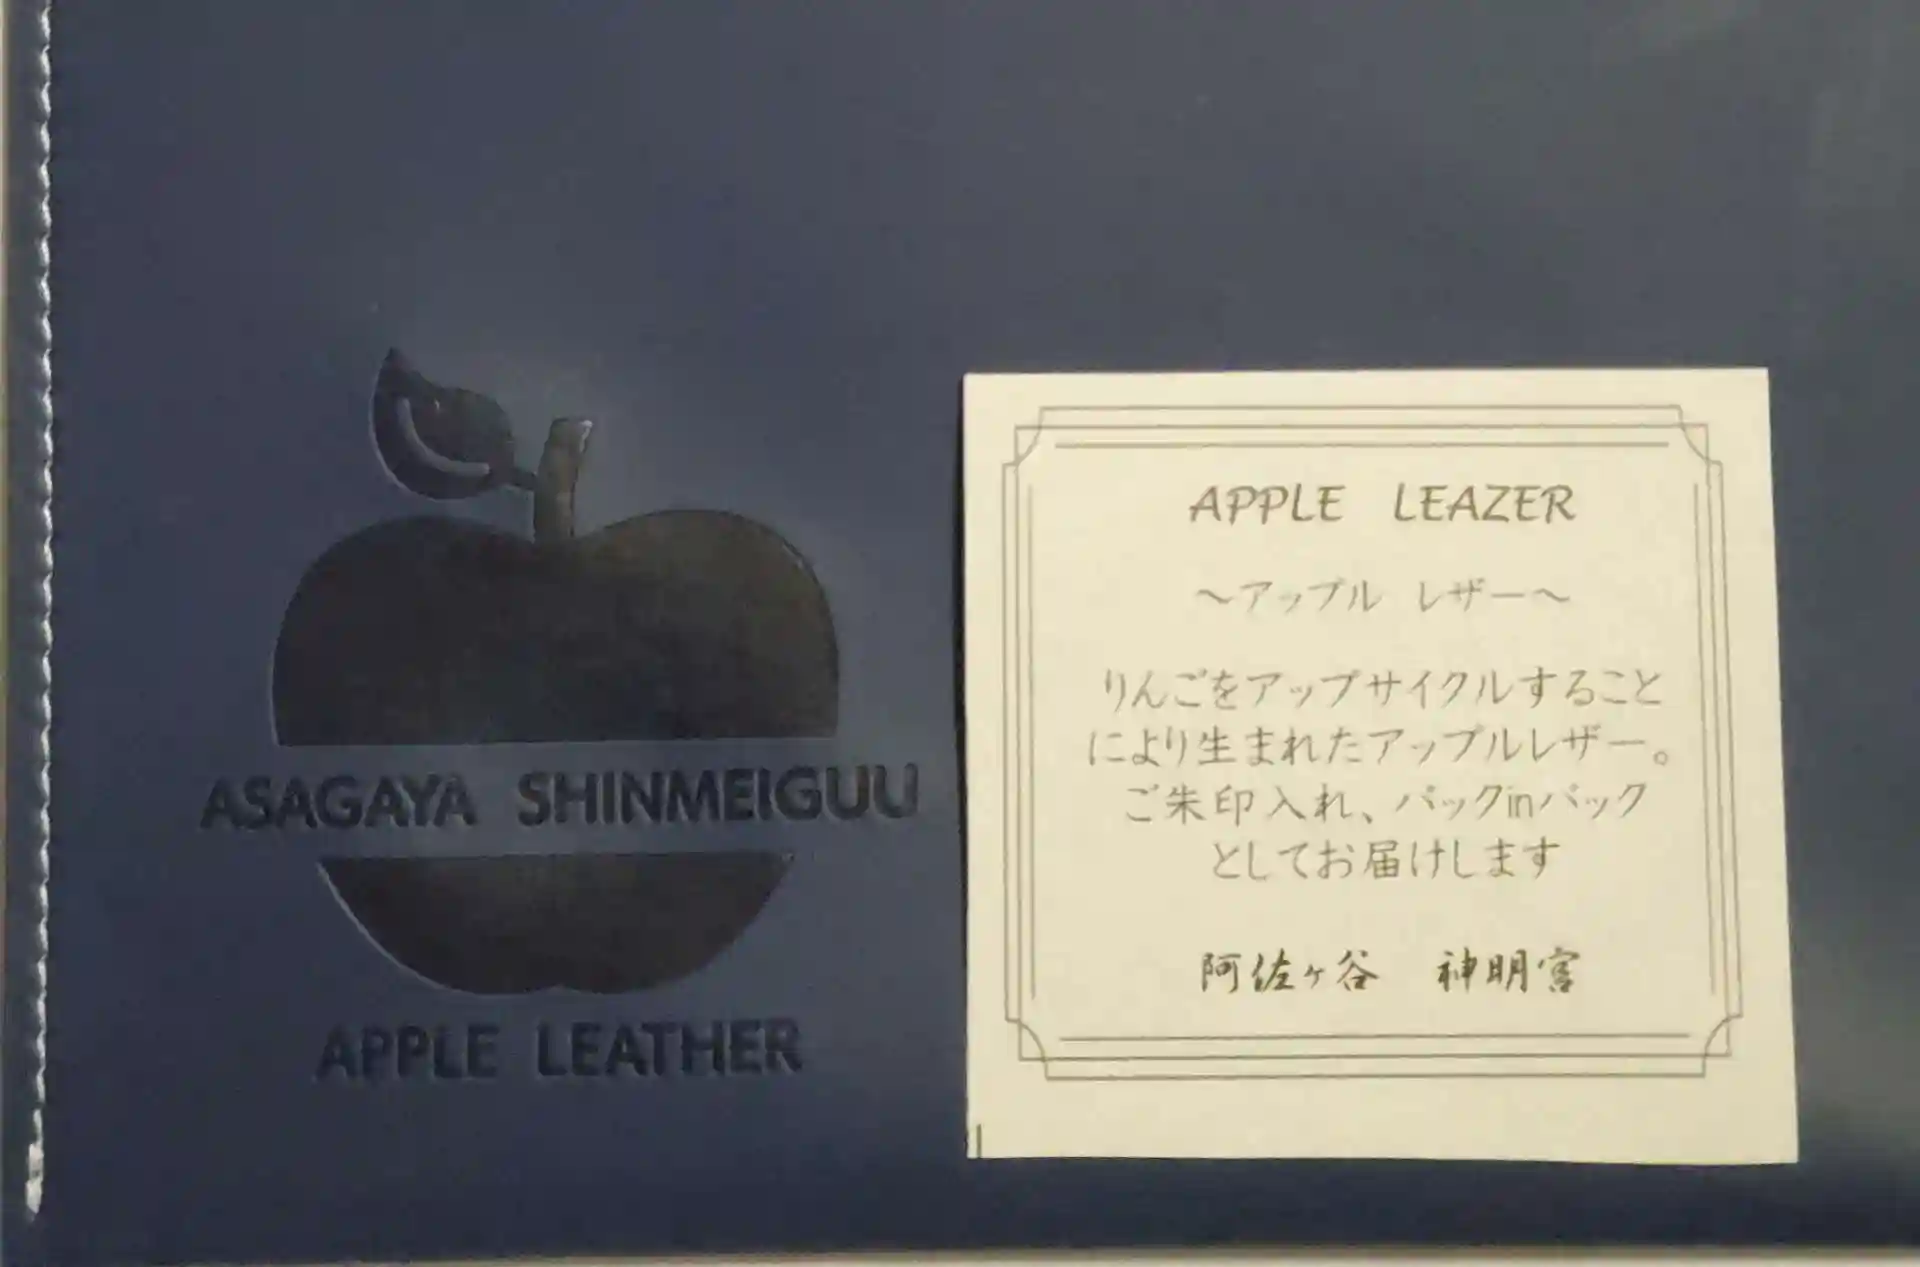 ASAGAYA SHINMEIGUU
APPLE LEATHER
APPLE LEAZER
～アップル レザー～
りんごをアップサイクルすること
により生まれたアップルレザー。
ご朱印入れ、バックinバック
としてお届けします
阿佐ヶ谷 神明宮